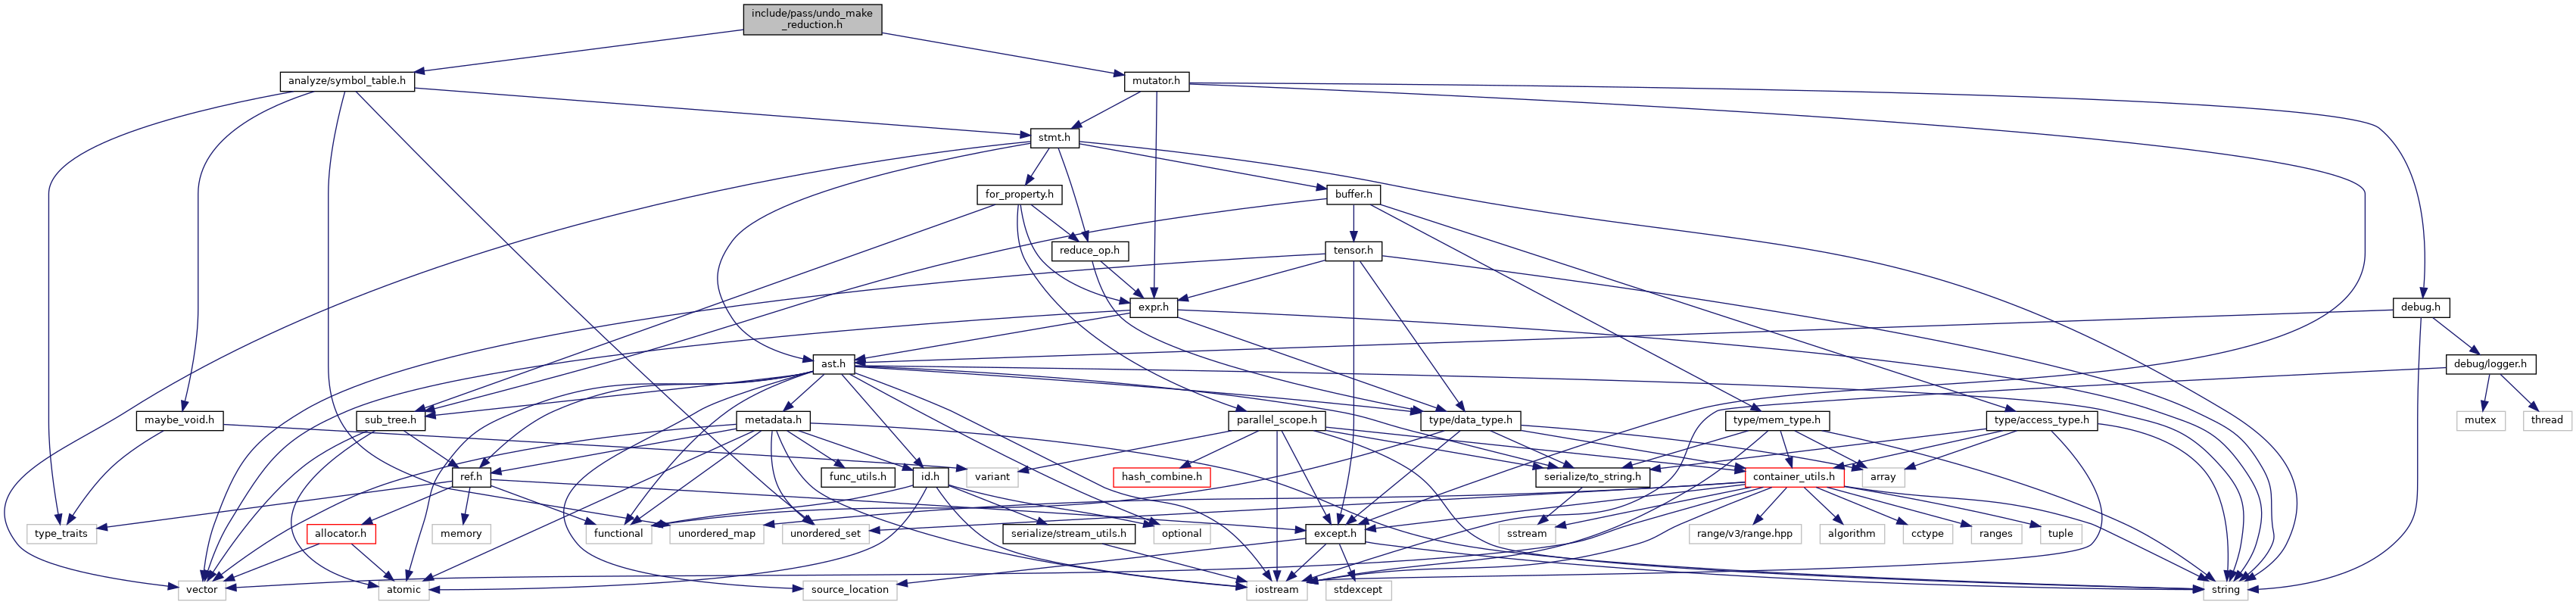 include/pass/undo_make
_reduction.h
analyze/symbol_table.h
mutator.h
stmt.h
for_property.h
buffer.h
reduce_op.h
tensor.h
expr.h
debug.h
ast.h
debug/logger.h
maybe_void.h
sub_tree.h
metadata.h
parallel_scope.h
type/data_type.h
type/mem_type.h
type/access_type.h
mutex
thread
ref.h
func_utils.h
id.h
variant
hash_combine.h
serialize/to_string.h
container_utils.h
array
type_traits
allocator.h
memory
functional
unordered_map
unordered_set
serialize/stream_utils.h
optional
except.h
sstream
range/v3/range.hpp
algorithm
cctype
ranges
tuple
vector
atomic
source_location
iostream
stdexcept
string